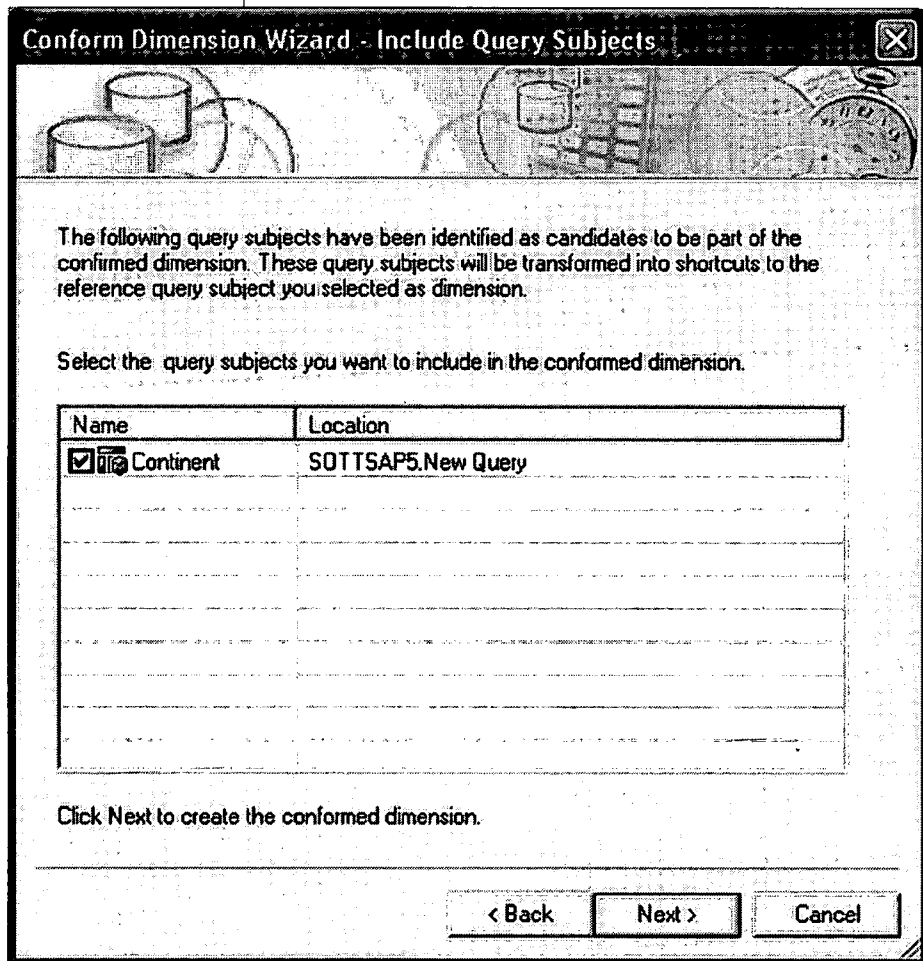 Conform Dimension Wizard - Include Query Subjects
The following query subjects have been identified as candidates to be part of the
confirmed dimension. These query subjects will be transformed into shortcuts to the
reference query subject you selected as dimension.
Select the query subjects you want to include in the conformed dimension.
Name Location
Continent SOTTSAP5.New Query
Click Next to create the conformed dimension.
< Back Next > Cancel